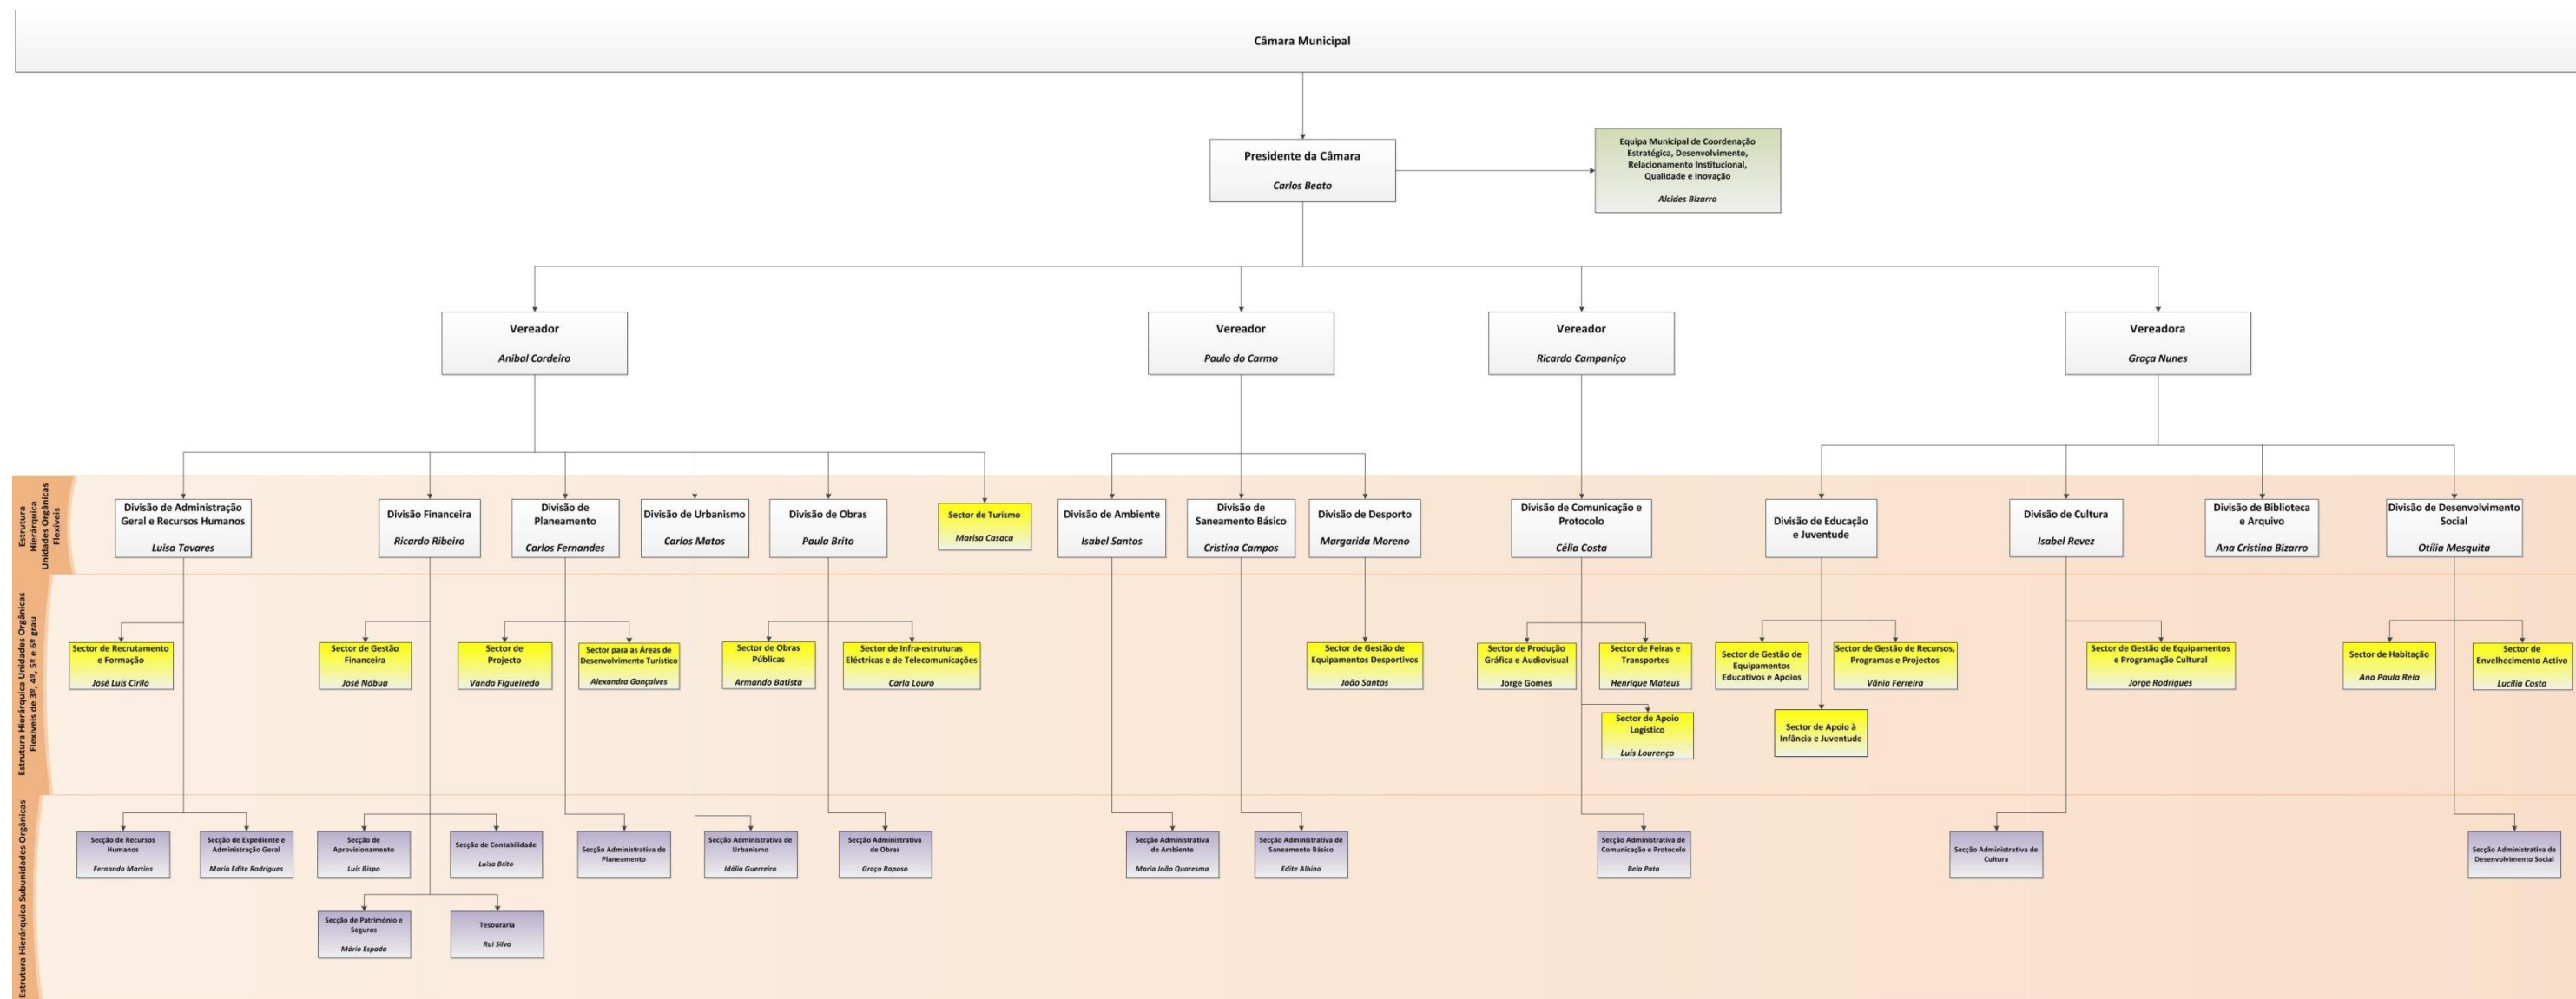 Câmara Municipal
Presidente da Câmara
Carlos Beato
Equipa Municipal de Coordenação
Estratégica, Desenvolvimento,
Relacionamento Institucional,
Qualidade e Inovação
Alcides Bizarro
Vereador
Anibal Cordeiro
Vereador
Paulo do Carmo
Vereador
Ricardo Campaniço
Vereadora
Graça Nunes
Estrutura
Hierárquica
Unidades Orgânicas
Flexíveis
Divisão de Administração
Geral e Recursos Humanos
Luisa Tavares
Divisão Financeira
Ricardo Ribeiro
Divisão de
Planeamento
Carlos Fernandes
Divisão de Urbanismo
Carlos Matos
Divisão de Obras
Paula Brito
Sector de Turismo
Marisa Casaca
Divisão de Ambiente
Isabel Santos
Divisão de
Saneamento Básico
Cristina Campos
Divisão de Desporto
Margarida Moreno
Divisão de Comunicação e
Protocolo
Célia Costa
Divisão de Educação
e Juventude
Divisão de Cultura
Isabel Revez
Divisão de Biblioteca
e Arquivo
Ana Cristina Bizarro
Divisão de Desenvolvimento
Social
Otília Mesquita
Estrutura Hierárquica Unidades Orgânicas
Flexíveis de 3º, 4º, 5º e 6º grau
Sector de Recrutamento
e Formação
José Luís Cirilo
Sector de Gestão
Financeira
José Nóbua
Sector de
Projecto
Vanda Figueiredo
Sector para as Áreas de
Desenvolvimento Turístico
Alexandra Gonçalves
Sector de Obras
Públicas
Armando Batista
Sector de Infra-estruturas
Eléctricas e de Telecomunicações
Carla Louro
Sector de Gestão de
Equipamentos Desportivos
João Santos
Sector de Produção
Gráfica e Audiovisual
Jorge Gomes
Sector de Feiras e
Transportes
Henrique Mateus
Sector de Apoio
Logístico
Luís Lourenço
Sector de Gestão de
Equipamentos
Educativos e Apoios
Sector de Gestão de Recursos,
Programas e Projectos
Vânia Ferreira
Sector de Apoio à
Infância e Juventude
Sector de Gestão de Equipamentos
e Programação Cultural
Jorge Rodrigues
Sector de Habitação
Ana Paula Reia
Sector de
Envelhecimento Activo
Lucília Costa
Estrutura Hierárquica Subunidades Orgânicas
Secção de Recursos
Humanos
Fernanda Martins
Secção de Expediente e
Administração Geral
Maria Edite Rodrigues
Secção de
Aprovisionamento
Luís Bispo
Secção de Contabilidade
Luísa Brito
Secção Administrativa de
Planeamento
Secção Administrativa de
Urbanismo
Idália Guerreiro
Secção Administrativa
de Obras
Graça Raposo
Secção Administrativa
de Ambiente
Maria João Quaresma
Secção Administrativa de
Saneamento Básico
Edite Albino
Secção Administrativa de
Comunicação e Protocolo
Bela Pato
Secção Administrativa de
Cultura
Secção Administrativa de
Desenvolvimento Social
Secção de Património e
Seguros
Mário Espada
Tesouraria
Rui Silva